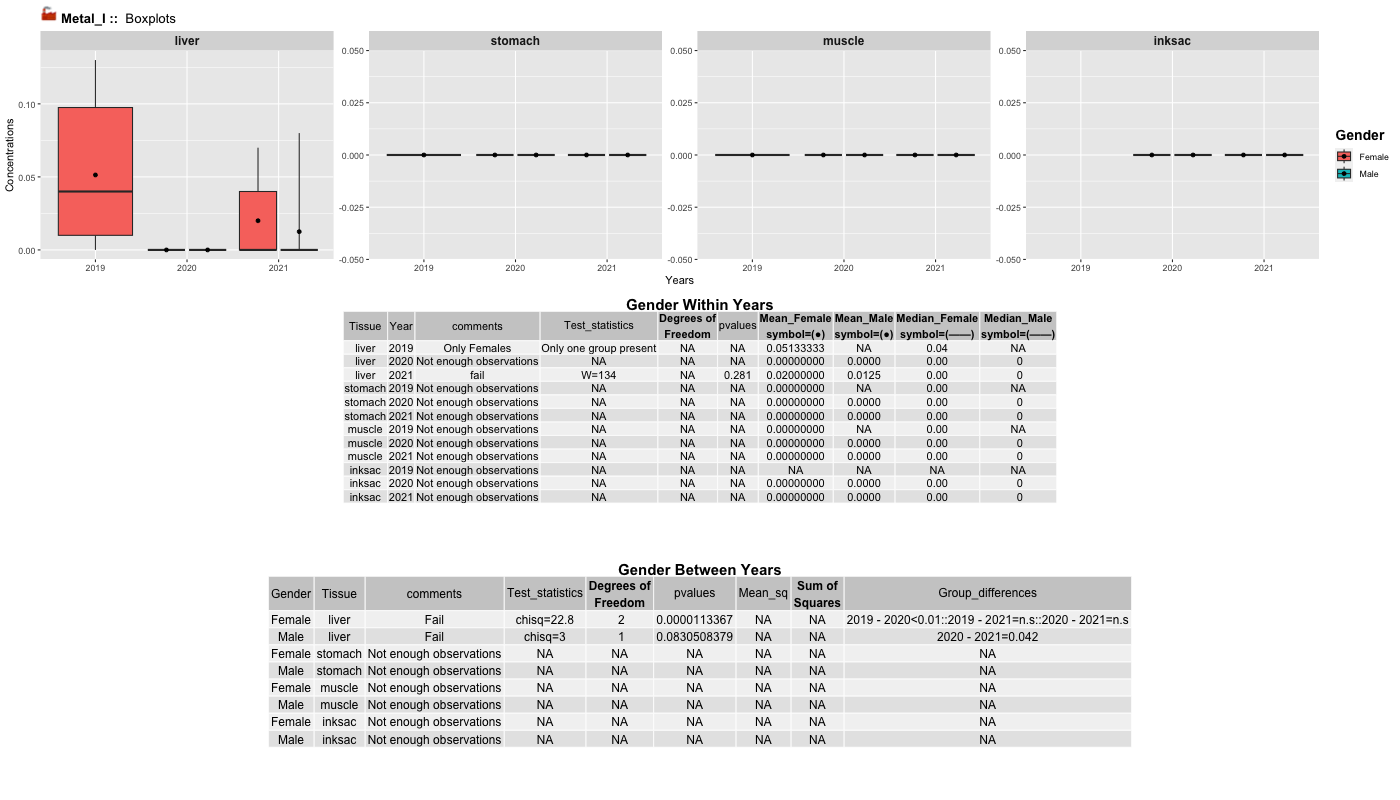 Metal_I :: Boxplots
liver stomach muscle inksac
Concentrations
0.10
0.05
0.00
2019 2020 2021
0.050
0.025
0.000
-0.025
-0.050
2019 2020 2021
0.050
0.025
0.000
-0.025
-0.050
2019 2020 2021
0.050
0.025
0.000
-0.025
-0.050
2019 2020 2021
Years
Gender
Female
Male
Gender Within Years
Tissue Year comments Test_statistics Degrees of Freedom pvalues Mean_Female symbol=(●) Mean_Male symbol=(●) Median_Female symbol=(——) Median_Male symbol=(——)
liver 2019 Only Females Only one group present NA NA 0.05133333 NA 0.04 NA
liver 2020 Not enough observations NA NA NA 0.00000000 0.0000 0.00 0
liver 2021 fail W=134 NA 0.281 0.02000000 0.0125 0.00 0
stomach 2019 Not enough observations NA NA NA 0.00000000 NA 0.00 NA
stomach 2020 Not enough observations NA NA NA 0.00000000 0.0000 0.00 0
stomach 2021 Not enough observations NA NA NA 0.00000000 0.0000 0.00 0
muscle 2019 Not enough observations NA NA NA 0.00000000 NA 0.00 NA
muscle 2020 Not enough observations NA NA NA 0.00000000 0.0000 0.00 0
muscle 2021 Not enough observations NA NA NA 0.00000000 0.0000 0.00 0
inksac 2019 Not enough observations NA NA NA NA NA NA NA
inksac 2020 Not enough observations NA NA NA 0.00000000 0.0000 0.00 0
inksac 2021 Not enough observations NA NA NA 0.00000000 0.0000 0.00 0
Gender Between Years
Gender Tissue comments Test_statistics Degrees of Freedom pvalues Mean_sq Sum of Squares Group_differences
Female liver Fail chisq=22.8 2 0.0000113367 NA NA 2019 - 2020<0.01::2019 - 2021=n.s::2020 - 2021=n.s
Male liver Fail chisq=3 1 0.0830508379 NA NA 2020 - 2021=0.042
Female stomach Not enough observations NA NA NA NA NA NA
Male stomach Not enough observations NA NA NA NA NA NA
Female muscle Not enough observations NA NA NA NA NA NA
Male muscle Not enough observations NA NA NA NA NA NA
Female inksac Not enough observations NA NA NA NA NA NA
Male inksac Not enough observations NA NA NA NA NA NA